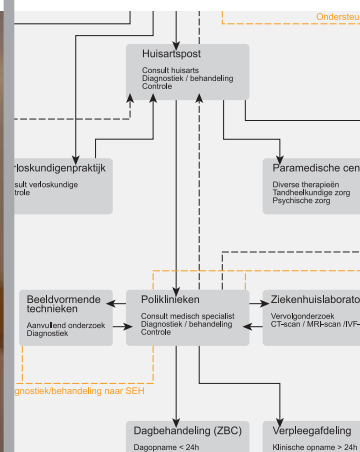 Ondersteu
Huisartspost
Consult huisarts
Diagnostiek / behandeling
Controle
rloskundigenpraktijk
sult verloskundige
trole
Paramedische cen
Diverse therapieën
Tandheelkundige zorg
Psychische zorg
Beeldvormende
technieken
Aanvullend onderzoek
Diagnostiek
Poliklinieken
Consult medisch specialist
Diagnostiek / behandeling
Controle
Ziekenhuislaborato
Vervolgonderzoek
CT-scan / MRI-scan /IVF-
gnostiek/behandeling naar SEH
Dagbehandeling (ZBC)
Dagopname < 24h
Verpleegafdeling
Klinische opname > 24h